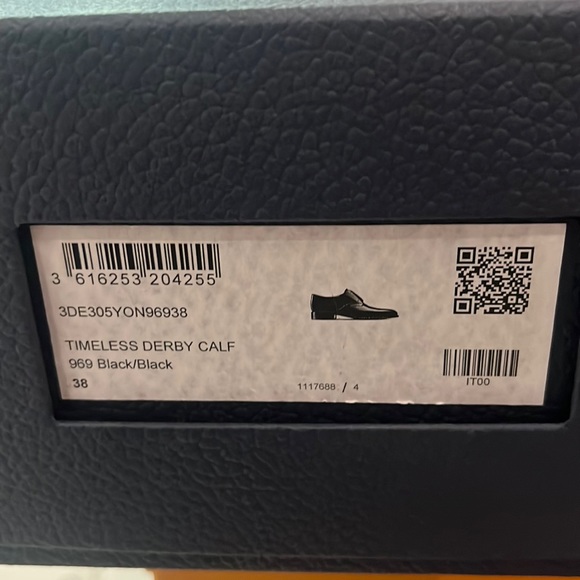 3 616253 204255
3DE305YON96938
TIMELESS DERBY CALF
969 Black/Black
38
1117688 / 4
IT00